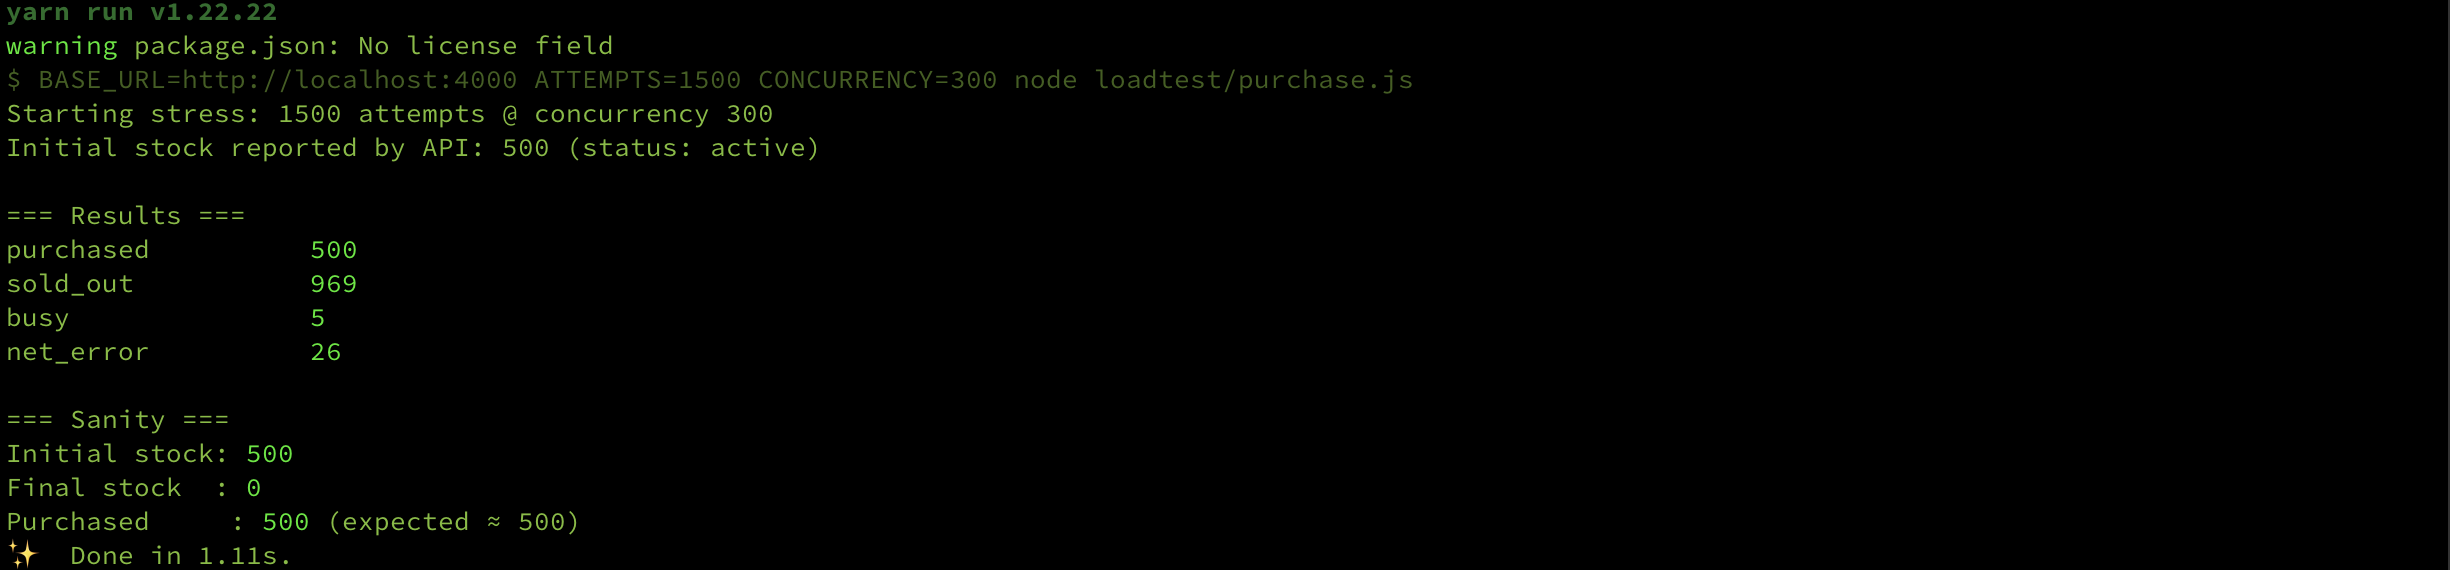 yarn run v1.22.22
warning package.json: No license field
$ BASE_URL=http://localhost:4000 ATTEMPTS=1500 CONCURRENCY=300 node loadtest/purchase.js
Starting stress: 1500 attempts @ concurrency 300
Initial stock reported by API: 500 (status: active)
=== Results ===
purchased          500
sold_out           969
busy               5
net_error          26
=== Sanity ===
Initial stock: 500
Final stock  : 0
Purchased     : 500 (expected ≈ 500)
✨  Done in 1.11s.